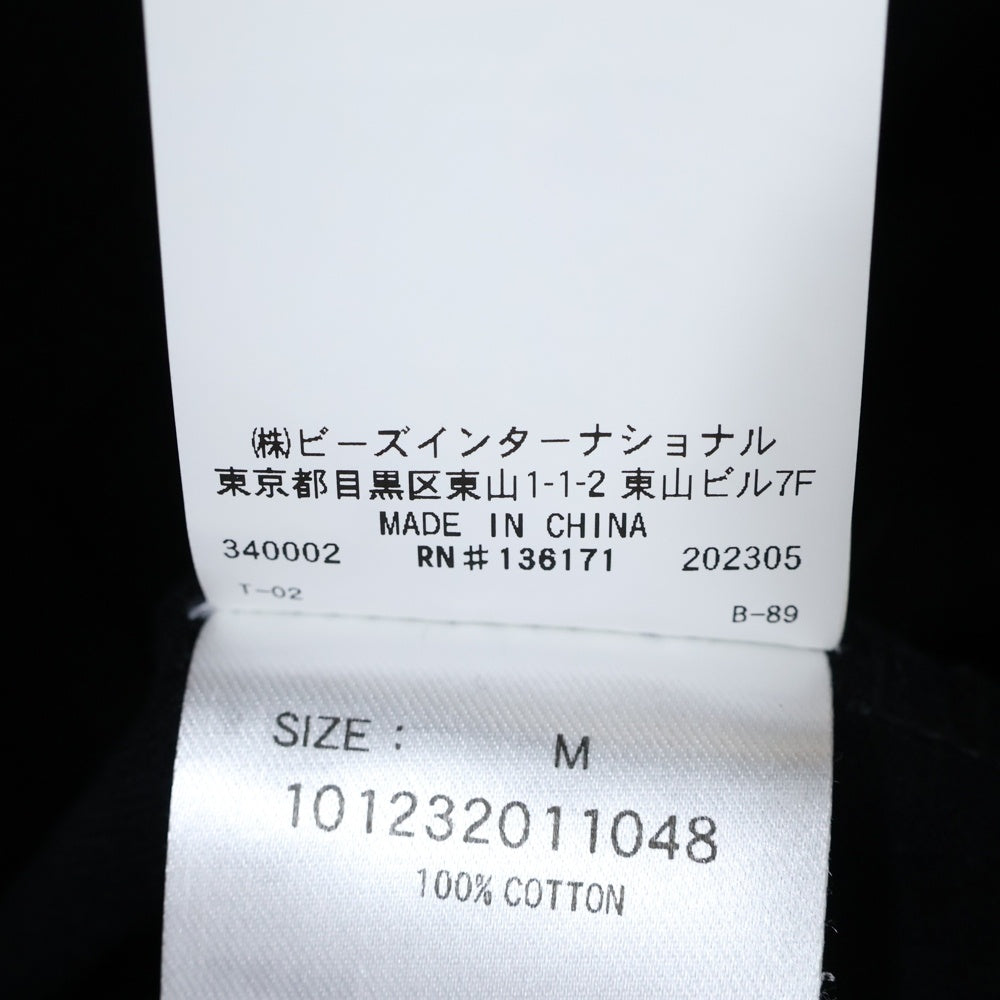 (株)ビーズインターナショナル
東京都目黒区東山1-1-2 東山ビル7F
MADE IN CHINA
340002 RN#136171 202305
T-02 B-89
SIZE : M
101232011048
100% COTTON